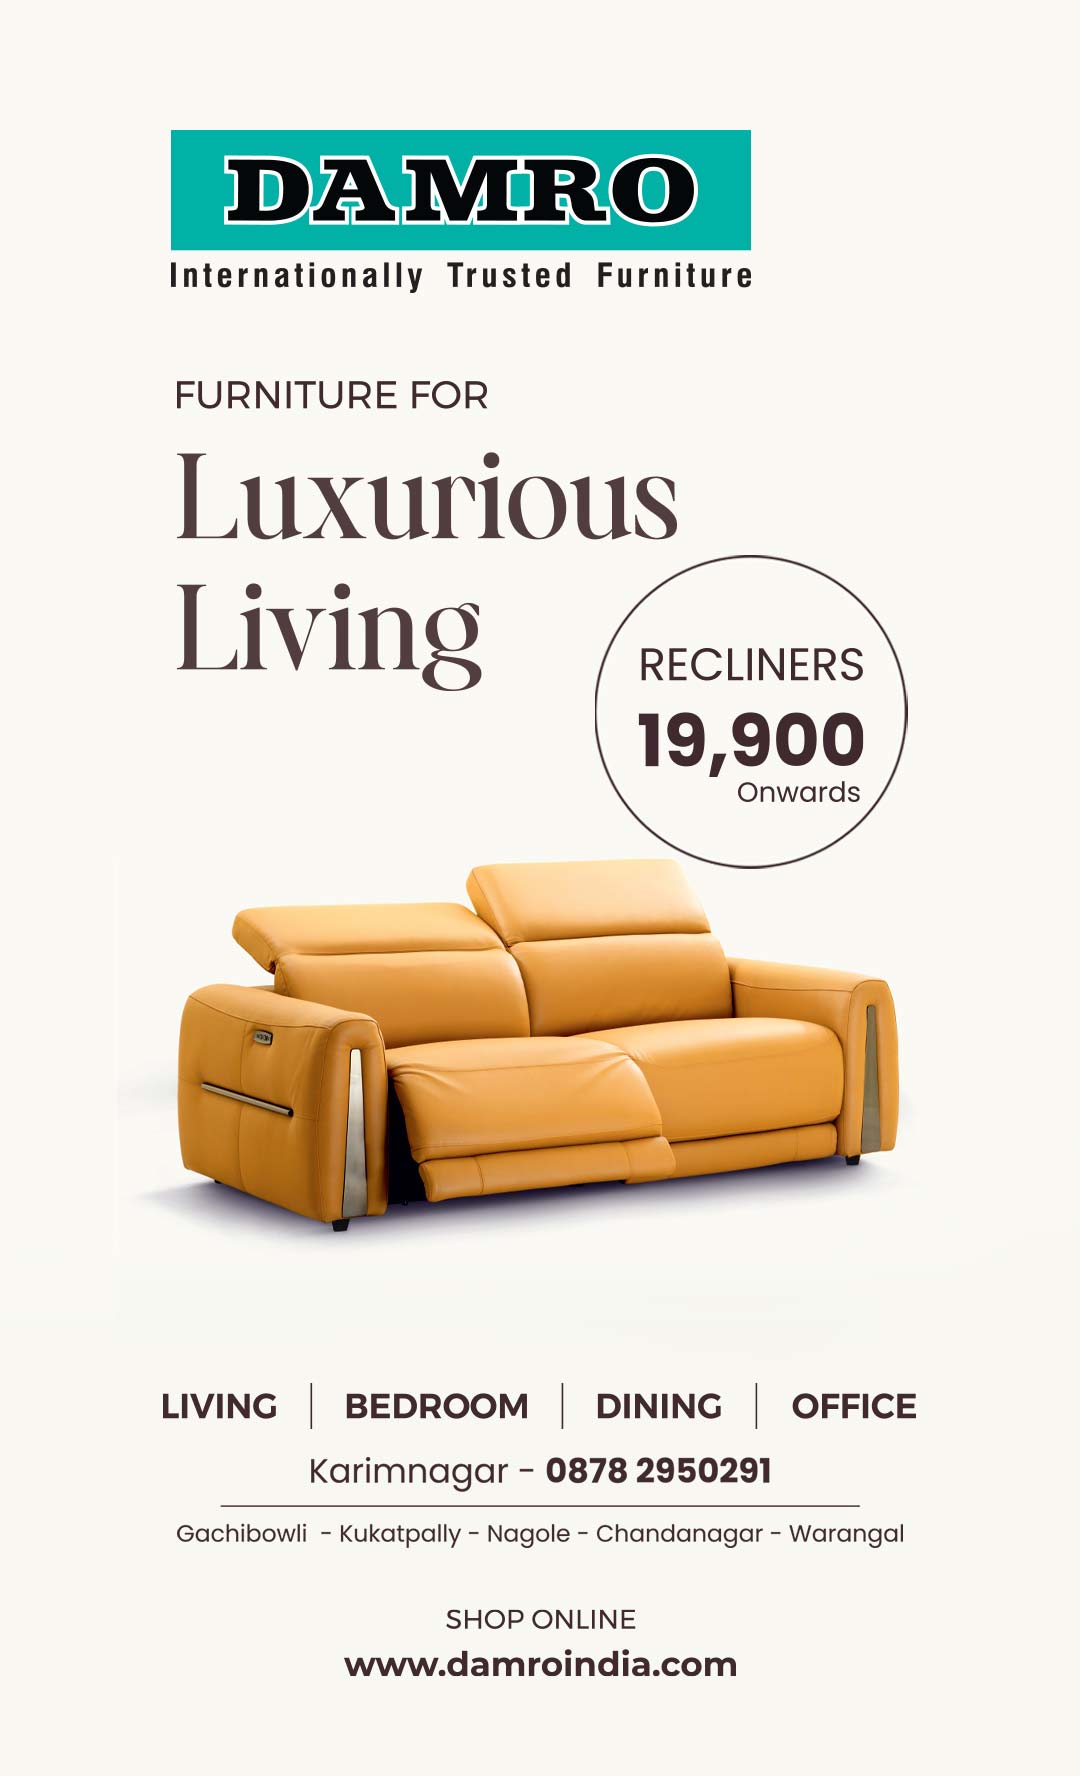 DAMRO
Internationally Trusted Furniture
FURNITURE FOR
Luxurious
Living
RECLINERS
19,900
Onwards
LIVING | BEDROOM | DINING | OFFICE
Karimnagar - 0878 2950291
Gachibowli - Kukatpally - Nagole - Chandanagar - Warangal
SHOP ONLINE
www.damroindia.com